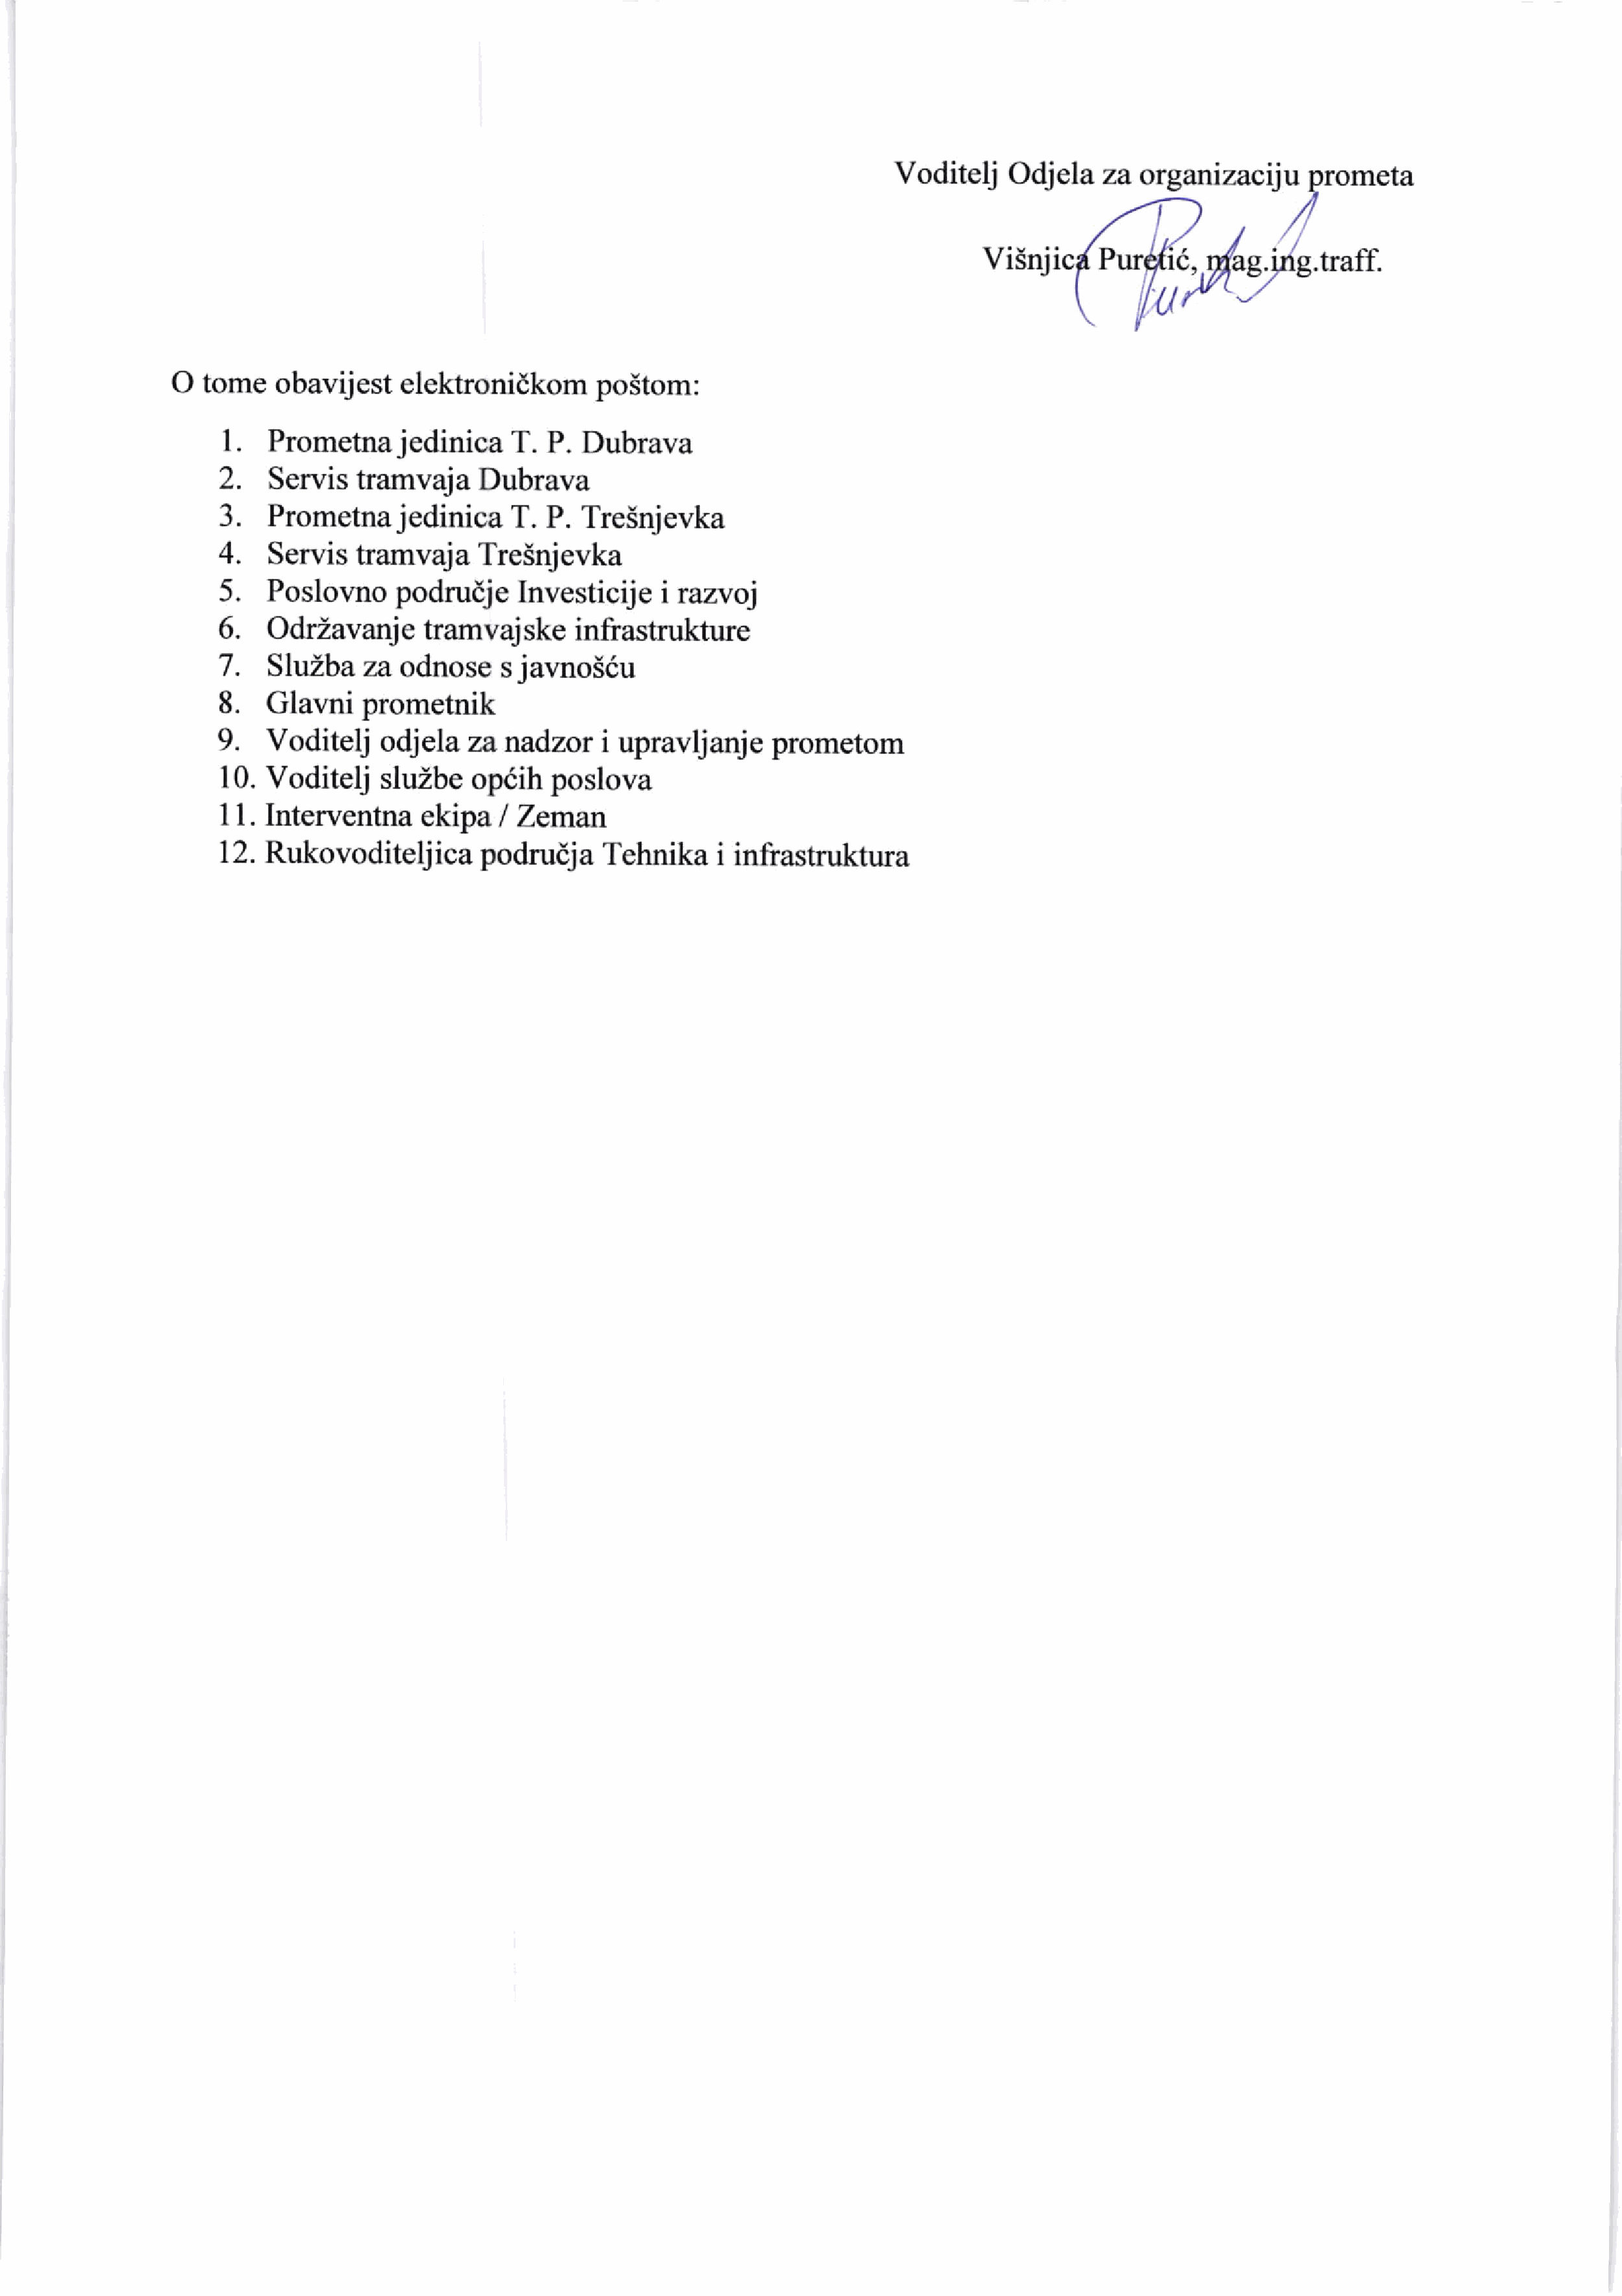 Voditelj Odjela za organizaciju prometa
Višnjica Puretić, mag.ing.traff.
O tome obavijest elektroničkom poštom:
1. Prometna jedinica T. P. Dubrava
2. Servis tramvaja Dubrava
3. Prometna jedinica T. P. Trešnjevka
4. Servis tramvaja Trešnjevka
5. Poslovno područje Investicije i razvoj
6. Održavanje tramvajske infrastrukture
7. Služba za odnose s javnošću
8. Glavni prometnik
9. Voditelj odjela za nadzor i upravljanje prometom
10. Voditelj službe općih poslova
11. Interventna ekipa / Zeman
12. Rukovoditeljica područja Tehnika i infrastruktura